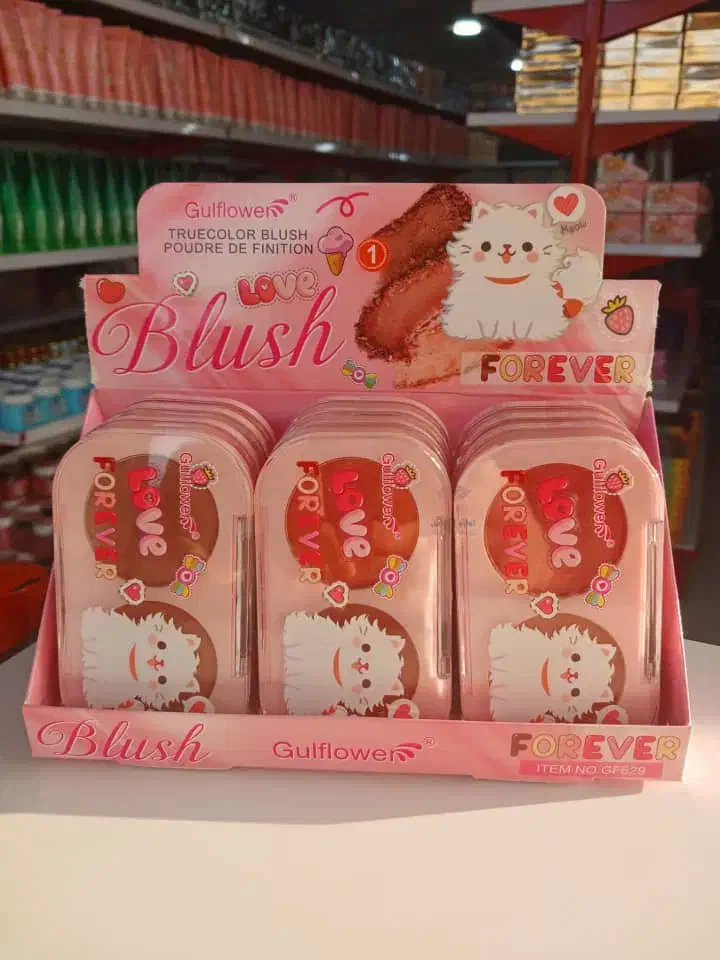 Gulflower®
TRUECOLOR BLUSH
POUDRE DE FINITION
1
Meow
LOVE
Blush
FOREVER
Gulflower
LOVE
FOREVER
Gulflower
LOVE
FOREVER
Gulflower
LOVE
FOREVER
Blush
Gulflower®
FOREVER
ITEM NO:GF629